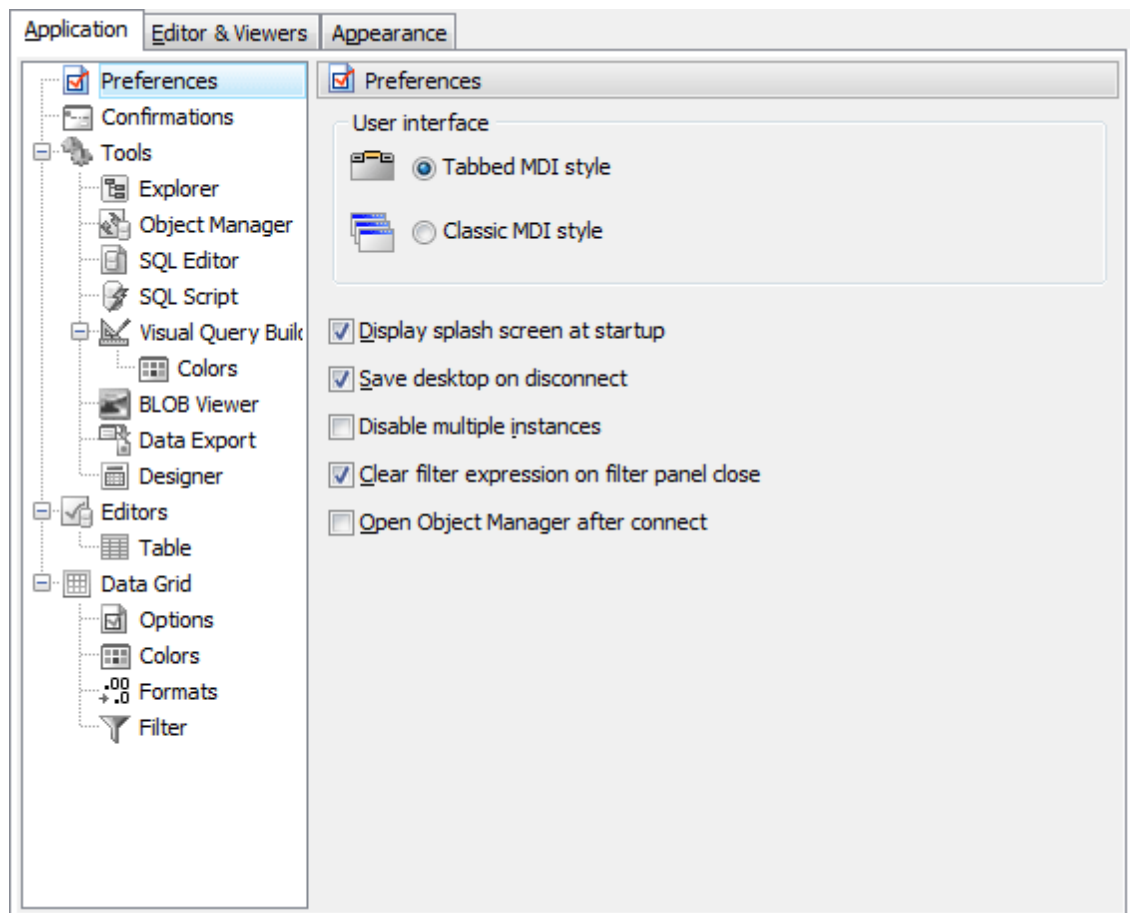 Application
Editor & Viewers
Appearance
Preferences
Confirmations
Tools
Explorer
Object Manager
SQL Editor
SQL Script
Visual Query Builc
Colors
BLOB Viewer
Data Export
Designer
Editors
Table
Data Grid
Options
Colors
Formats
Filter
Preferences
User interface
Tabbed MDI style
Classic MDI style
Display splash screen at startup
Save desktop on disconnect
Disable multiple instances
Clear filter expression on filter panel close
Open Object Manager after connect